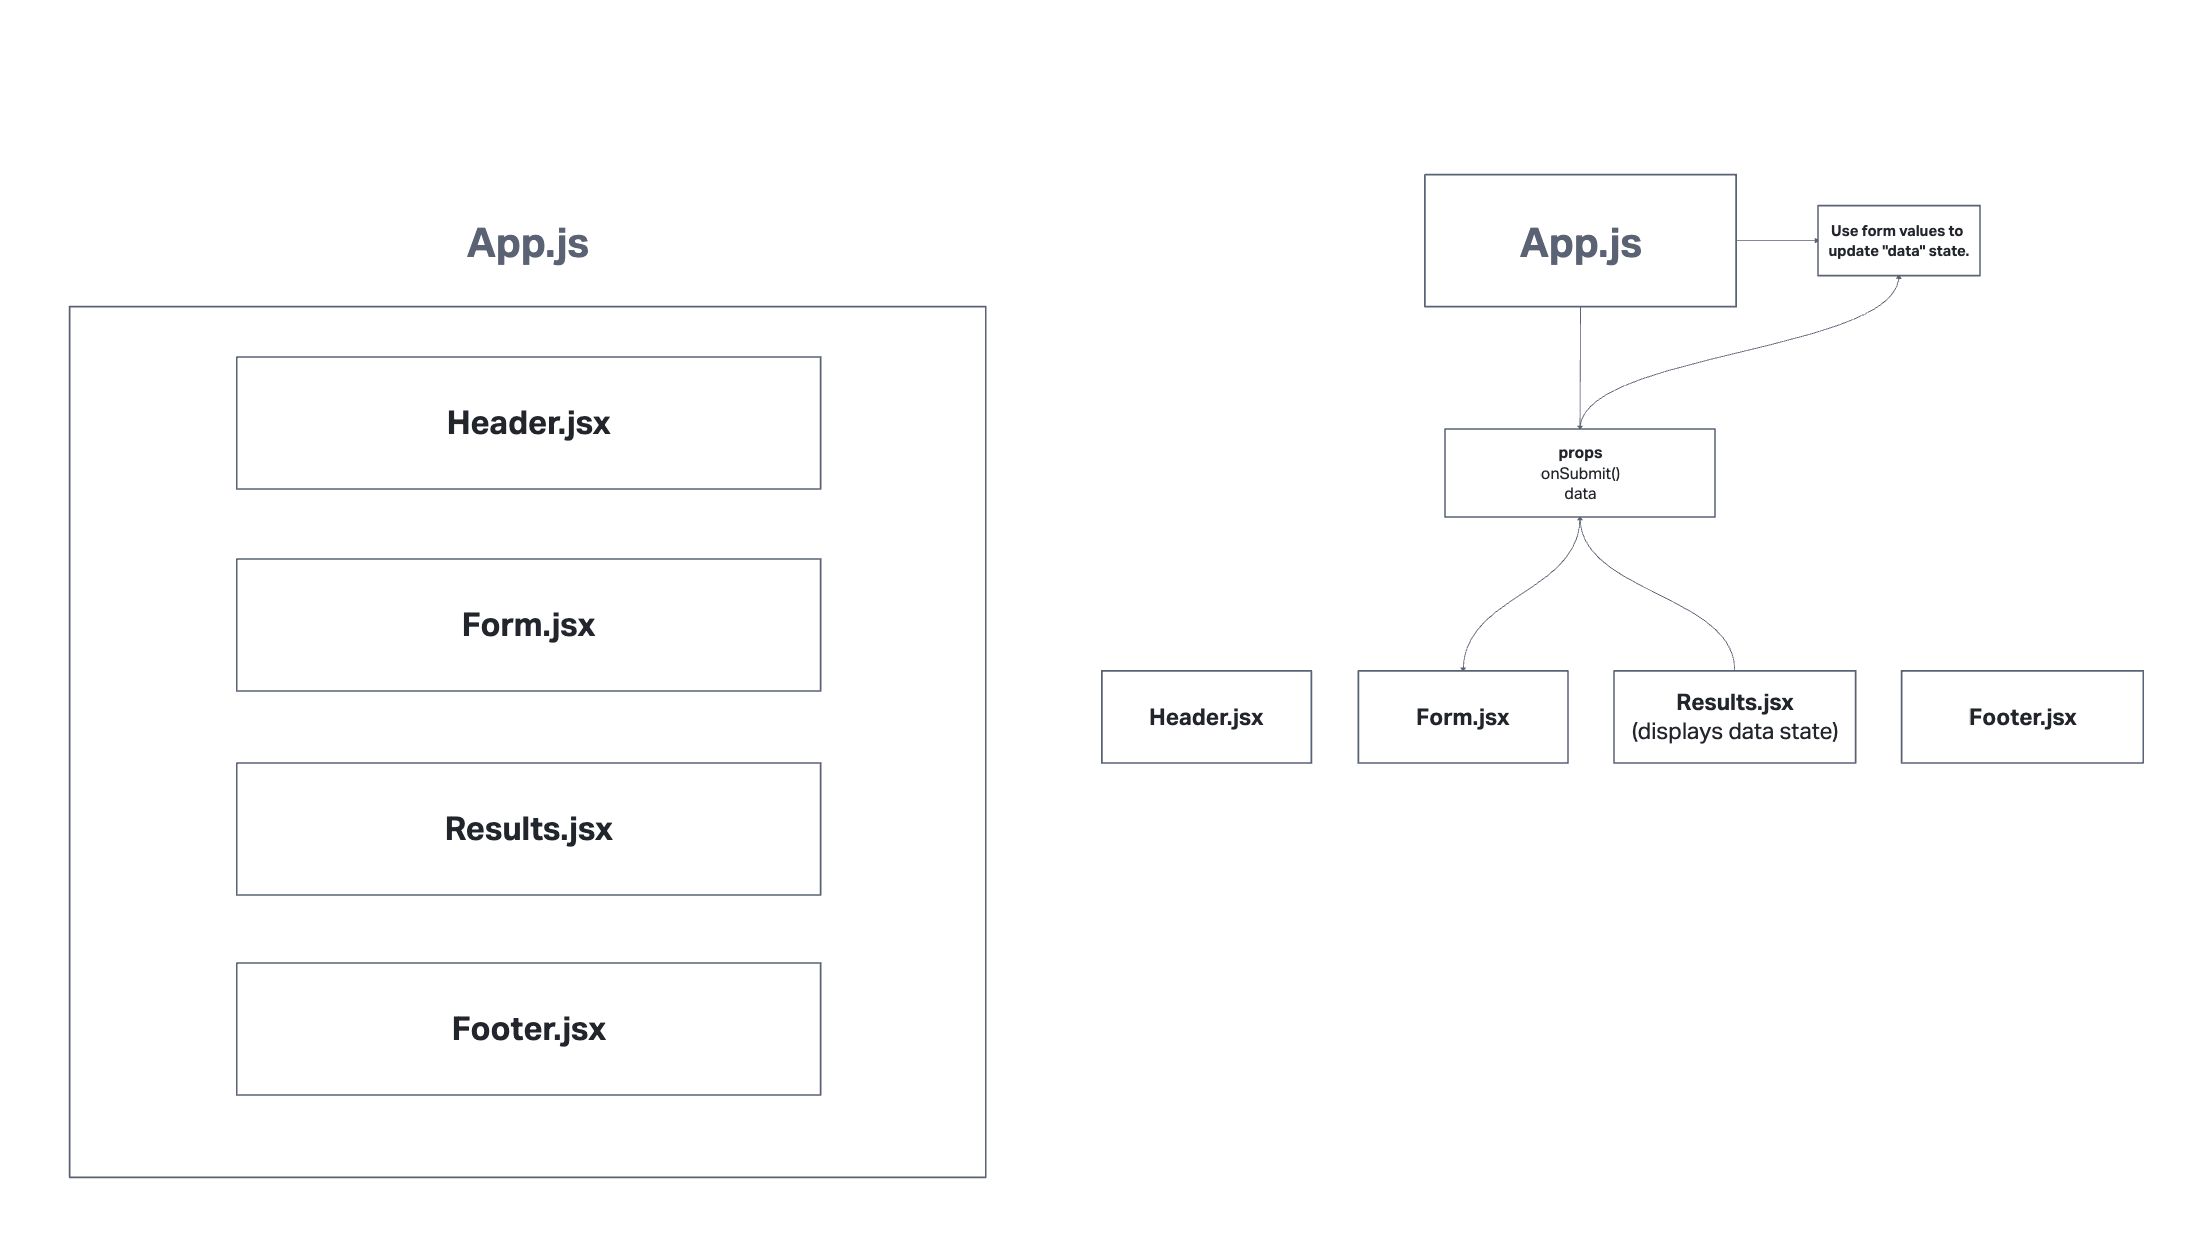 App.js
Header.jsx
Form.jsx
Results.jsx
Footer.jsx
App.js
Use form values to
update "data" state.
props
onSubmit()
data
Header.jsx
Form.jsx
Results.jsx
(displays data state)
Footer.jsx